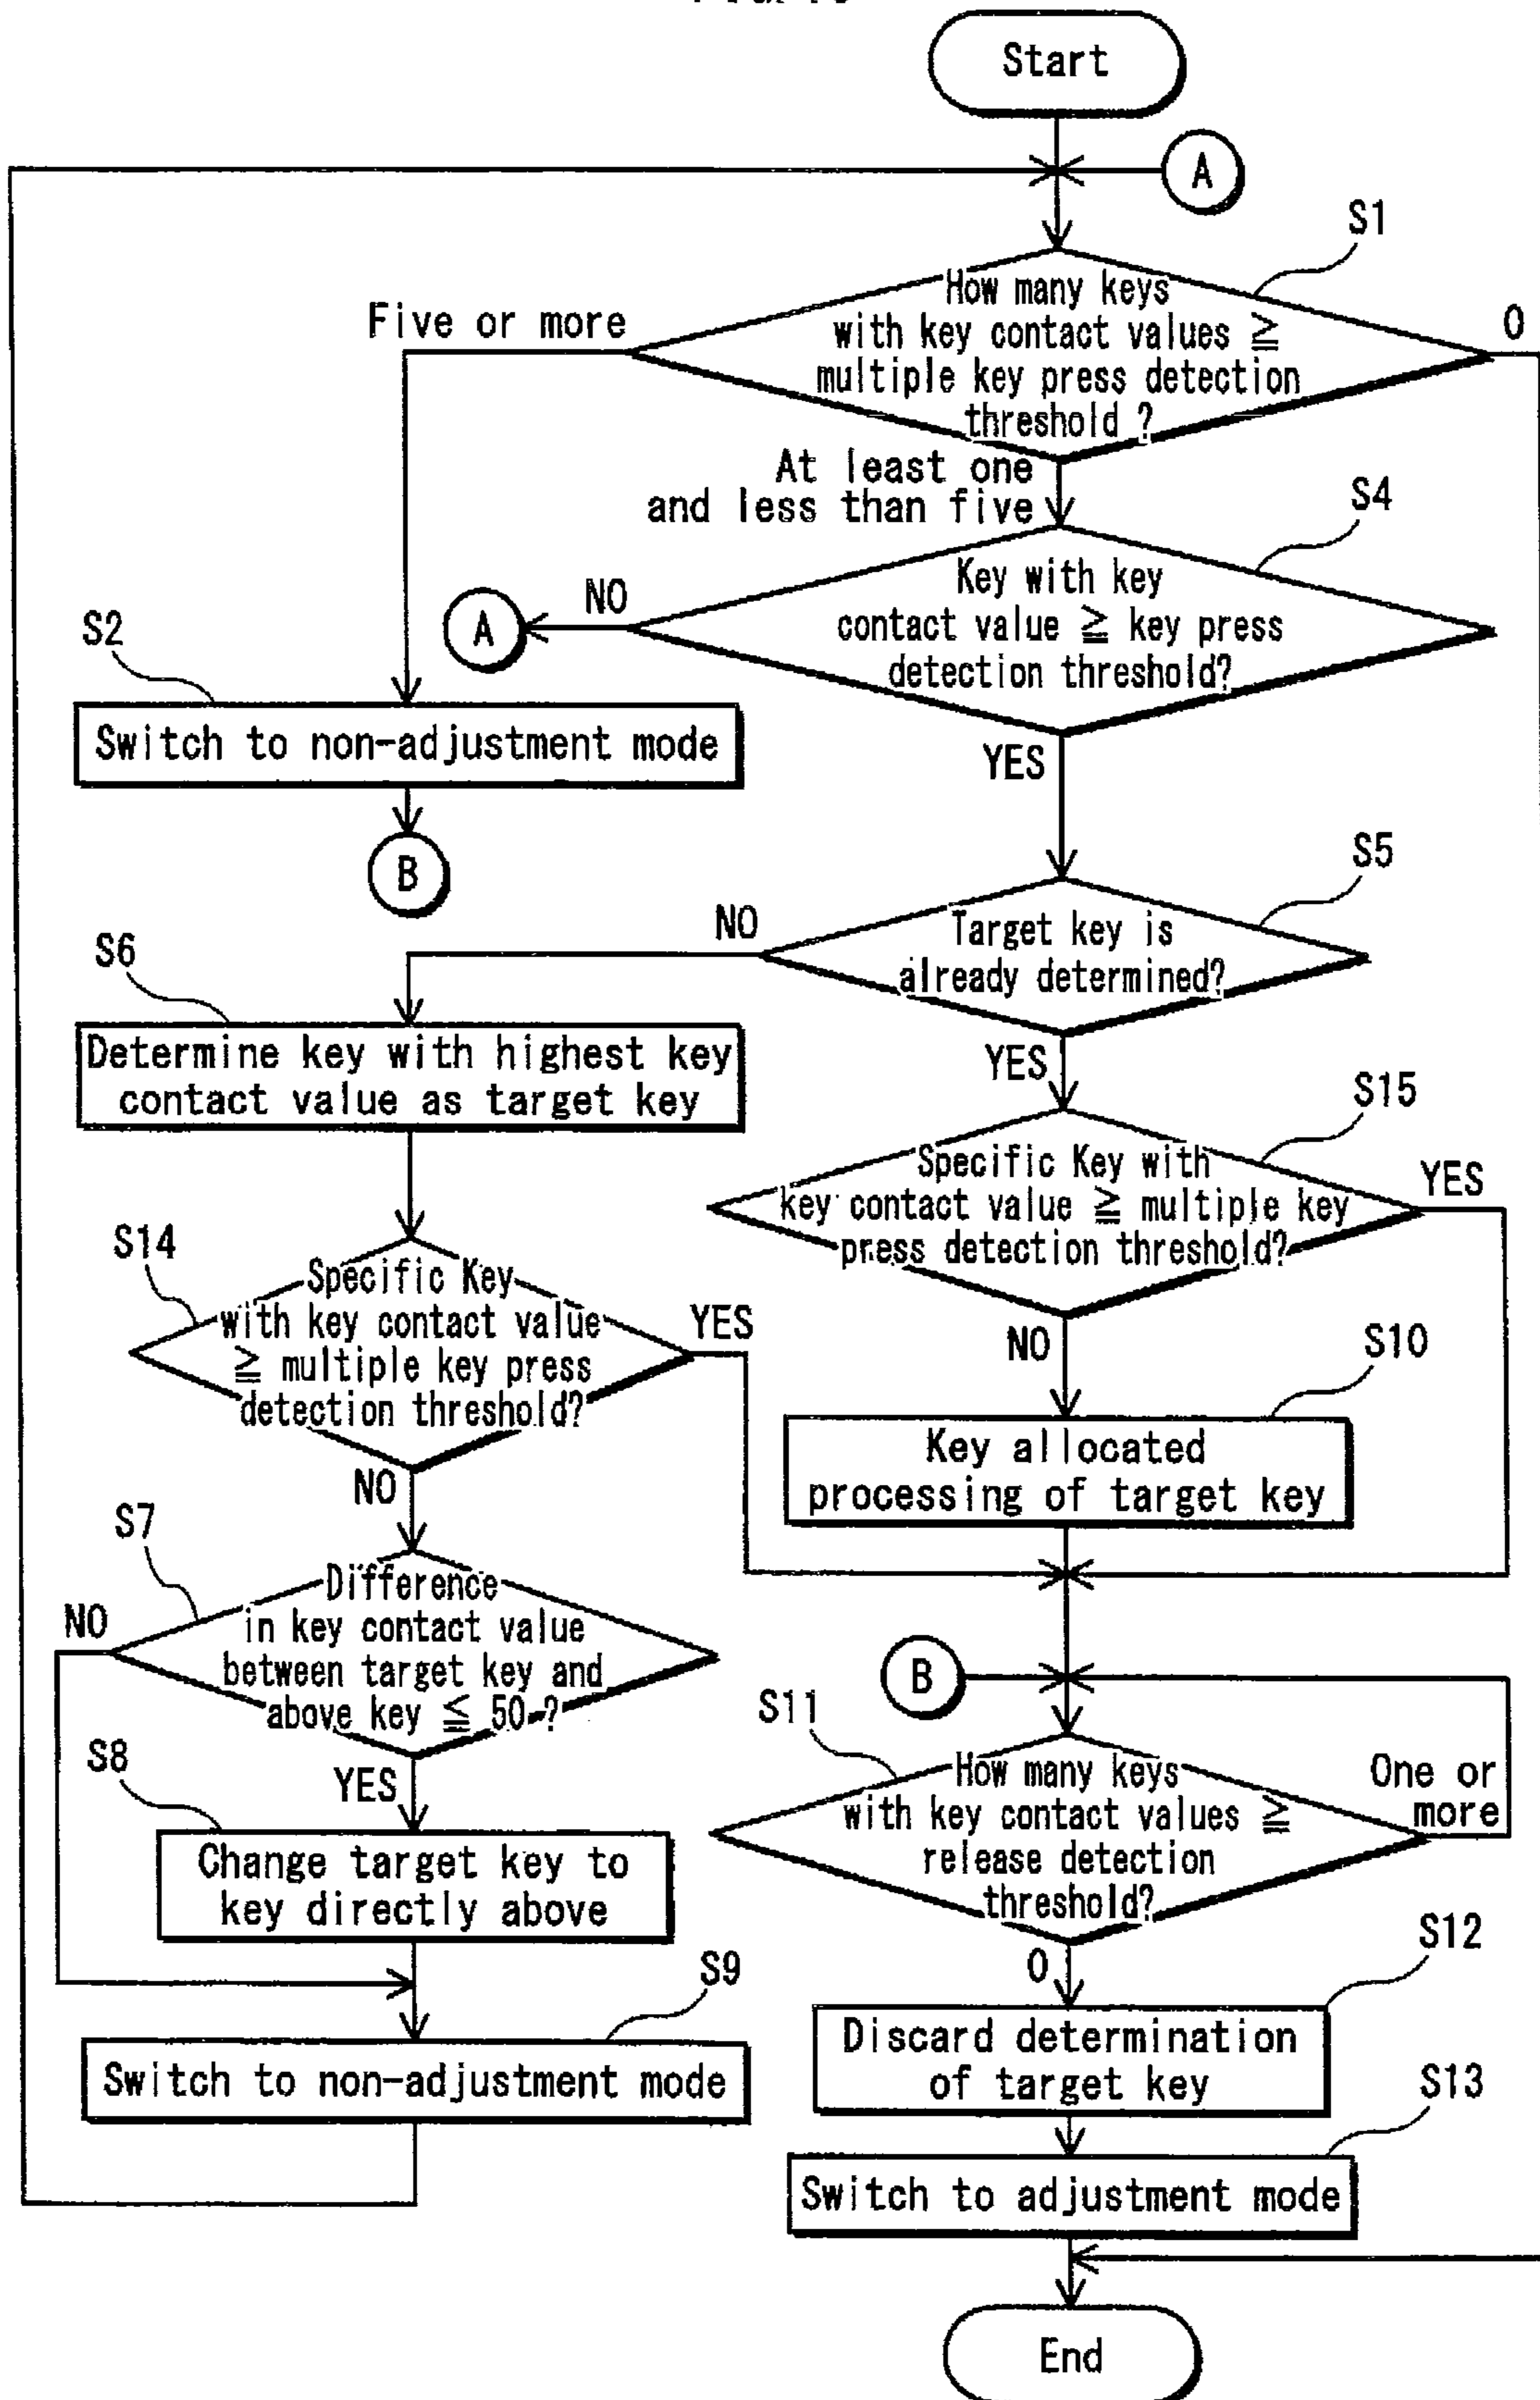 Start
A
S1
How many keys
with key contact values ≧
multiple key press detection
threshold ?
Five or more
0
At least one
and less than five
S4
Key with key
contact value ≧ key press
detection threshold?
NO
A
YES
S2
Switch to non-adjustment mode
B
S5
Target key is
already determined?
NO
YES
S6
Determine key with highest key
contact value as target key
S15
Specific Key with
key contact value ≧ multiple key
press detection threshold?
YES
NO
S14
Specific Key
with key contact value
≧ multiple key press
detection threshold?
YES
NO
S10
Key allocated
processing of target key
S7
Difference
in key contact value
between target key and
above key ≦ 50 ?
NO
YES
B
S11
How many keys
with key contact values ≧
release detection
threshold?
One or
more
0
S8
Change target key to
key directly above
S12
Discard determination
of target key
S9
Switch to non-adjustment mode
S13
Switch to adjustment mode
End